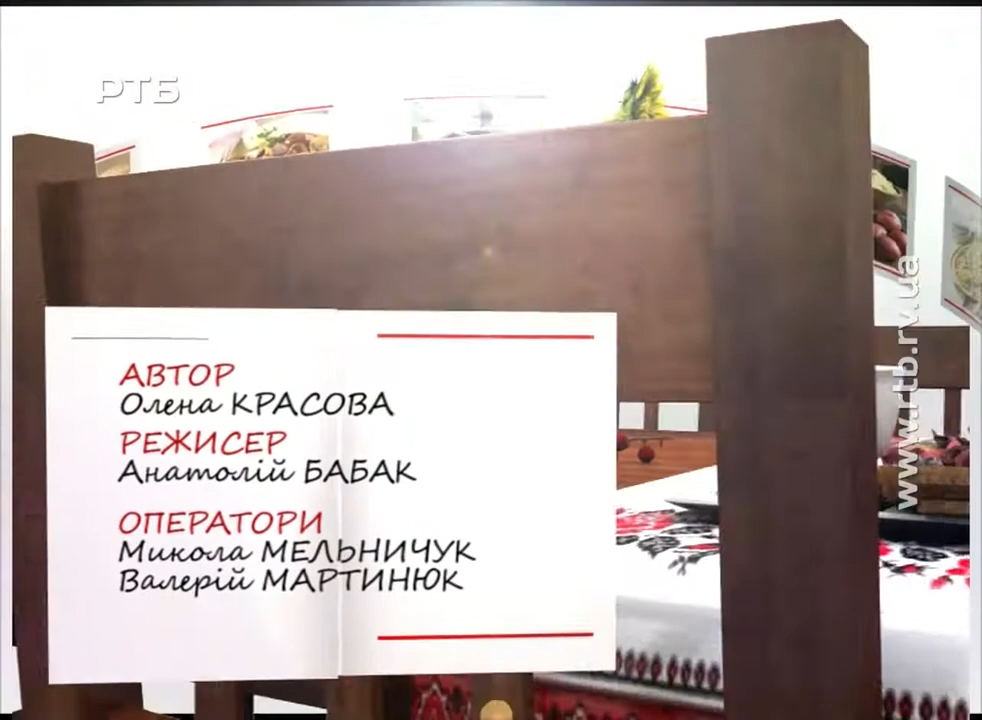 РТБ
АВТОР
Олена КРАСОВА
РЕЖИСЕР
Анатолій БАБАК
ОПЕРАТОРИ
Микола МЕЛЬНИЧУК
Валерій МАРТИНЮК
www.rtb.rv.ua